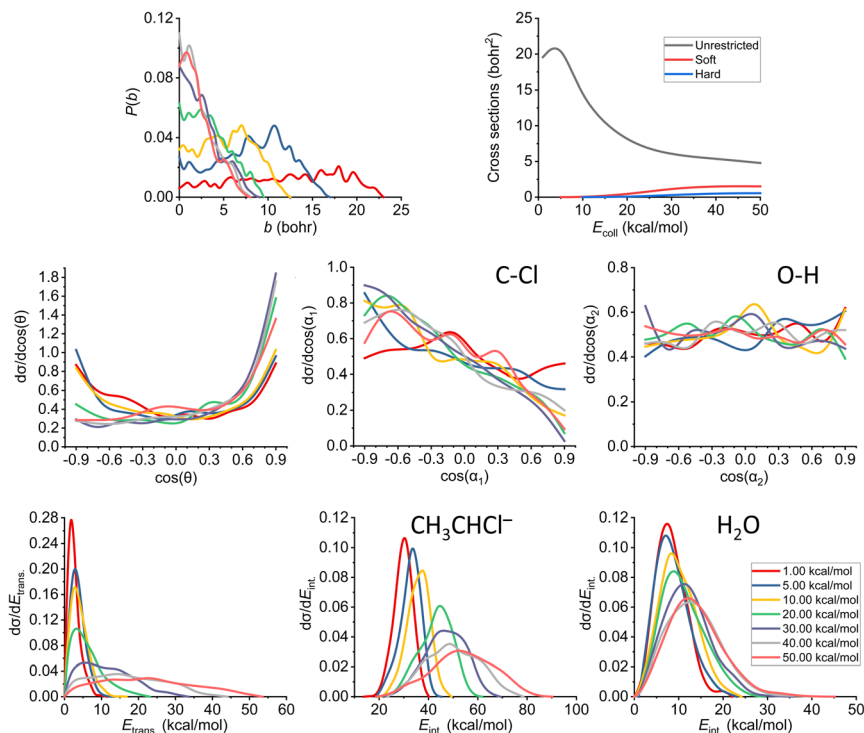 P(b)
0.12
0.08
0.04
0.00
0 5 10 15 20 25
b (bohr)
Cross sections (bohr²)
25
20
15
10
5
0
0 10 20 30 40 50
E_coll (kcal/mol)
Unrestricted
Soft
Hard
dσ/dcos(θ)
1.8
1.6
1.4
1.2
1.0
0.8
0.6
0.4
0.2
0.0
-0.9 -0.6 -0.3 0.0 0.3 0.6 0.9
cos(θ)
C-Cl
dσ/dcos(α₁)
1.0
0.8
0.6
0.4
0.2
0.0
-0.9 -0.6 -0.3 0.0 0.3 0.6 0.9
cos(α₁)
O-H
dσ/dcos(α₂)
0.8
0.6
0.4
0.2
0.0
-0.9 -0.6 -0.3 0.0 0.3 0.6 0.9
cos(α₂)
dσ/dE_trans.
0.28
0.24
0.20
0.16
0.12
0.08
0.04
0.00
0 10 20 30 40 50 60
E_trans. (kcal/mol)
CH₃CHCl⁻
dσ/dE_int.
0.12
0.10
0.08
0.06
0.04
0.02
0.00
20 40 60 80 100
E_int. (kcal/mol)
H₂O
dσ/dE_int.
0.12
0.10
0.08
0.06
0.04
0.02
0.00
0 10 20 30 40 50
E_int. (kcal/mol)
1.00 kcal/mol
5.00 kcal/mol
10.00 kcal/mol
20.00 kcal/mol
30.00 kcal/mol
40.00 kcal/mol
50.00 kcal/mol